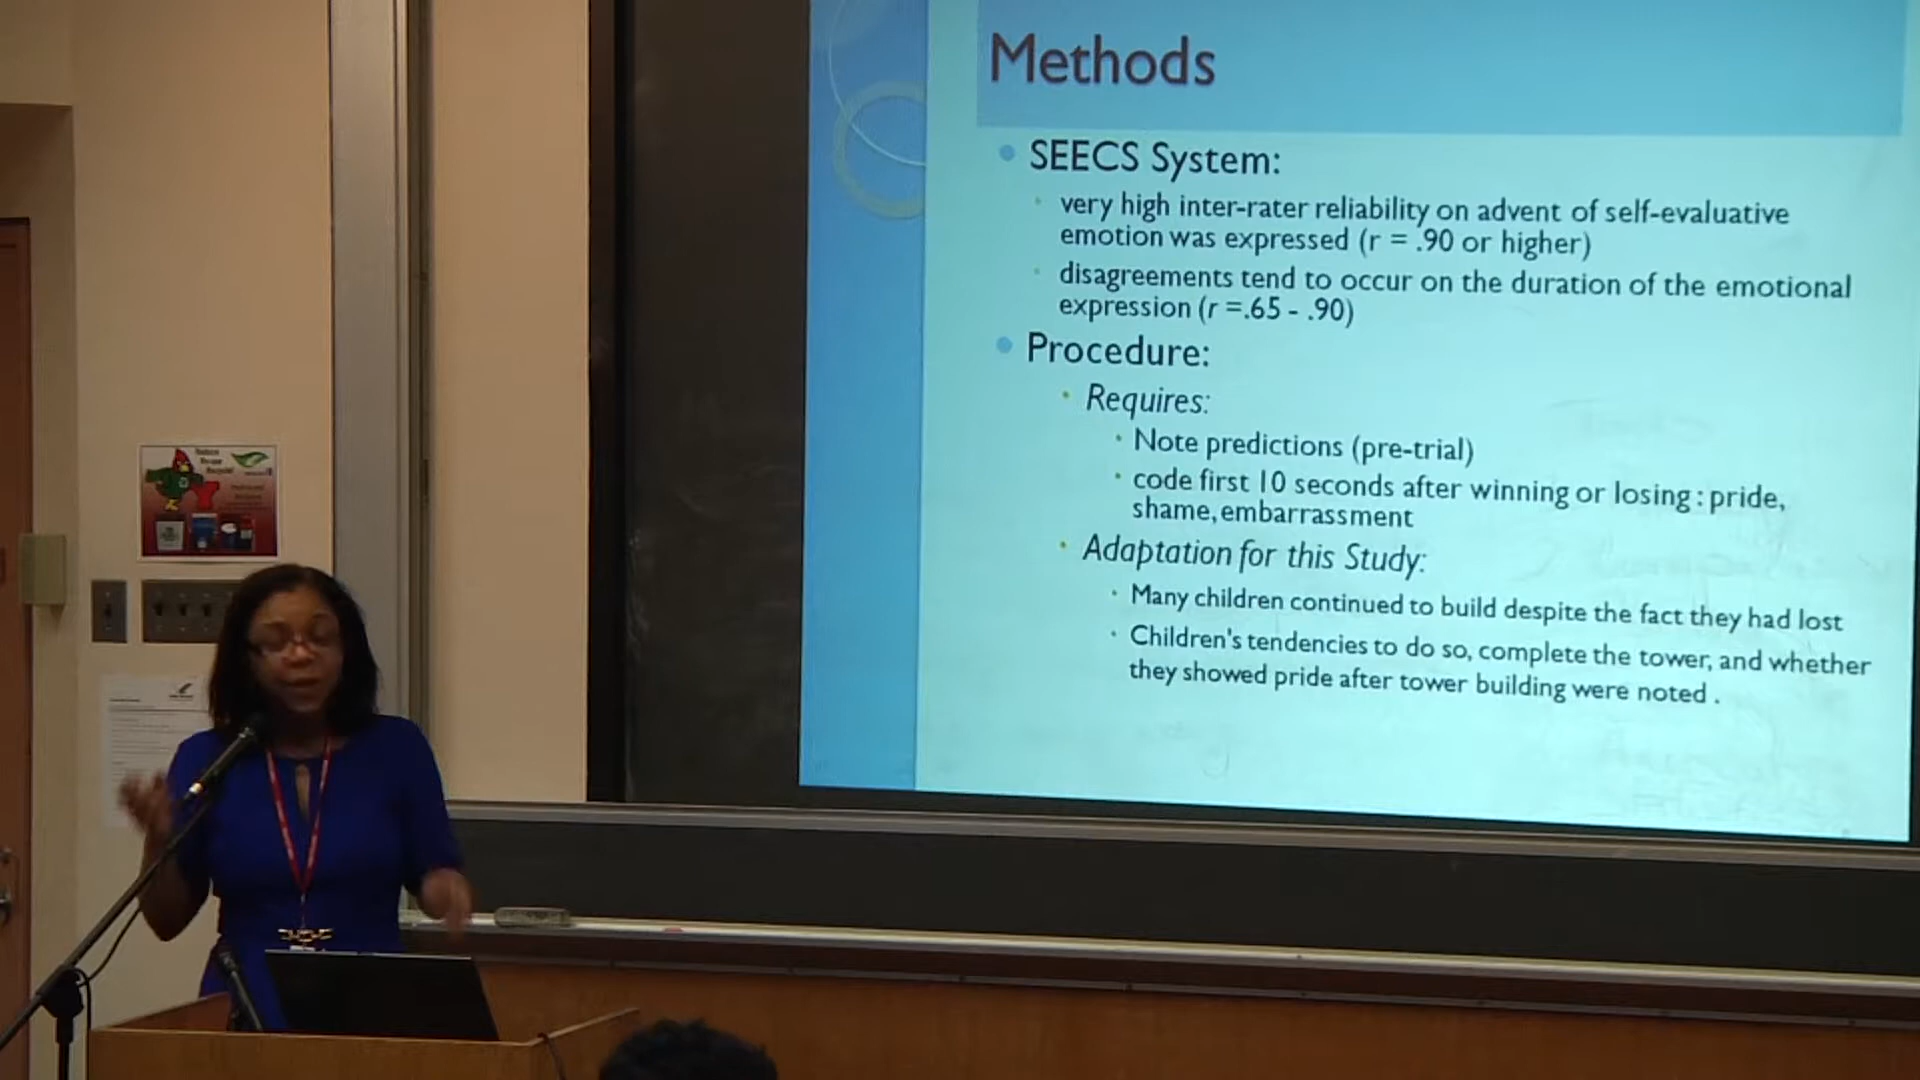 Methods
SEECS System:
very high inter-rater reliability on advent of self-evaluative
emotion was expressed (r = .90 or higher)
disagreements tend to occur on the duration of the emotional
expression (r =.65 - .90)
Procedure:
Requires:
Note predictions (pre-trial)
code first 10 seconds after winning or losing : pride,
shame, embarrassment
Adaptation for this Study:
Many children continued to build despite the fact they had lost
Children's tendencies to do so, complete the tower, and whether
they showed pride after tower building were noted .